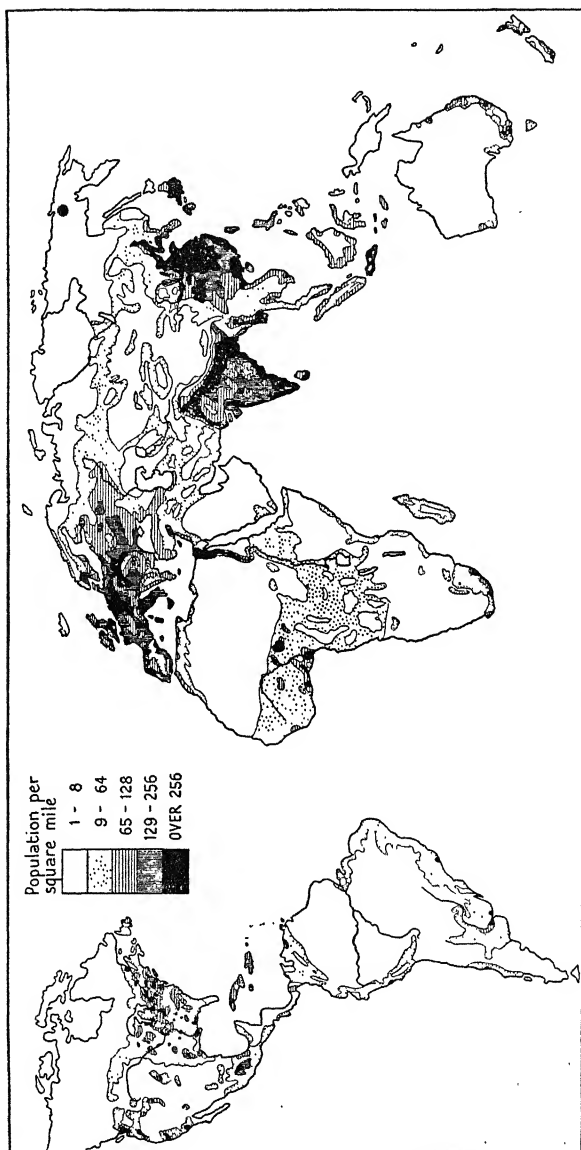 Population per
square mile
1 - 8
9 - 64
65 - 128
129 - 256
OVER 256